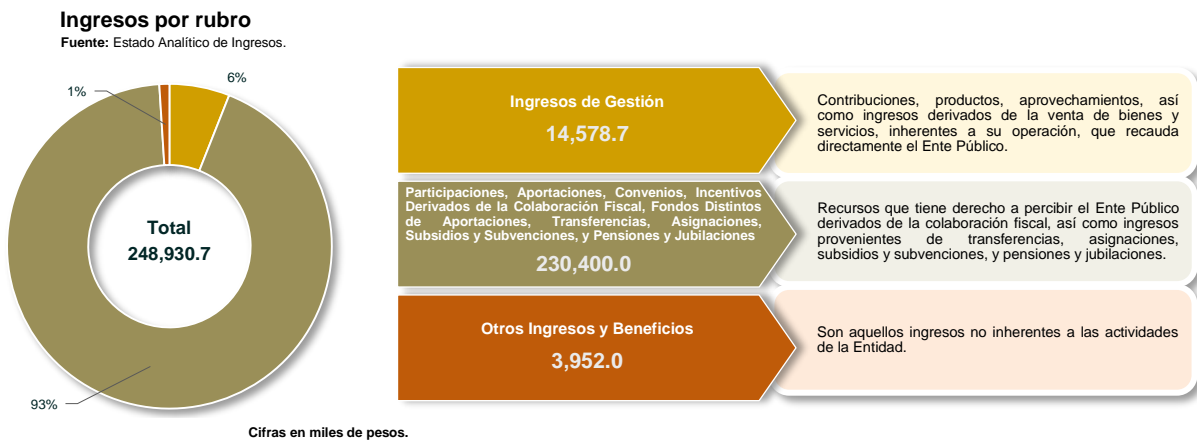 Ingresos por rubro
Fuente: Estado Analítico de Ingresos.
6%
1%
Total
248,930.7
93%
Ingresos de Gestión
14,578.7
Contribuciones, productos, aprovechamientos, así
como ingresos derivados de la venta de bienes y
servicios, inherentes a su operación, que recauda
directamente el Ente Público.
Participaciones, Aportaciones, Convenios, Incentivos
Derivados de la Colaboración Fiscal, Fondos Distintos
de Aportaciones, Transferencias, Asignaciones,
Subsidios y Subvenciones, y Pensiones y Jubilaciones
230,400.0
Recursos que tiene derecho a percibir el Ente Público
derivados de la colaboración fiscal, así como ingresos
provenientes de transferencias, asignaciones,
subsidios y subvenciones, y pensiones y jubilaciones.
Otros Ingresos y Beneficios
3,952.0
Son aquellos ingresos no inherentes a las actividades
de la Entidad.
Cifras en miles de pesos.